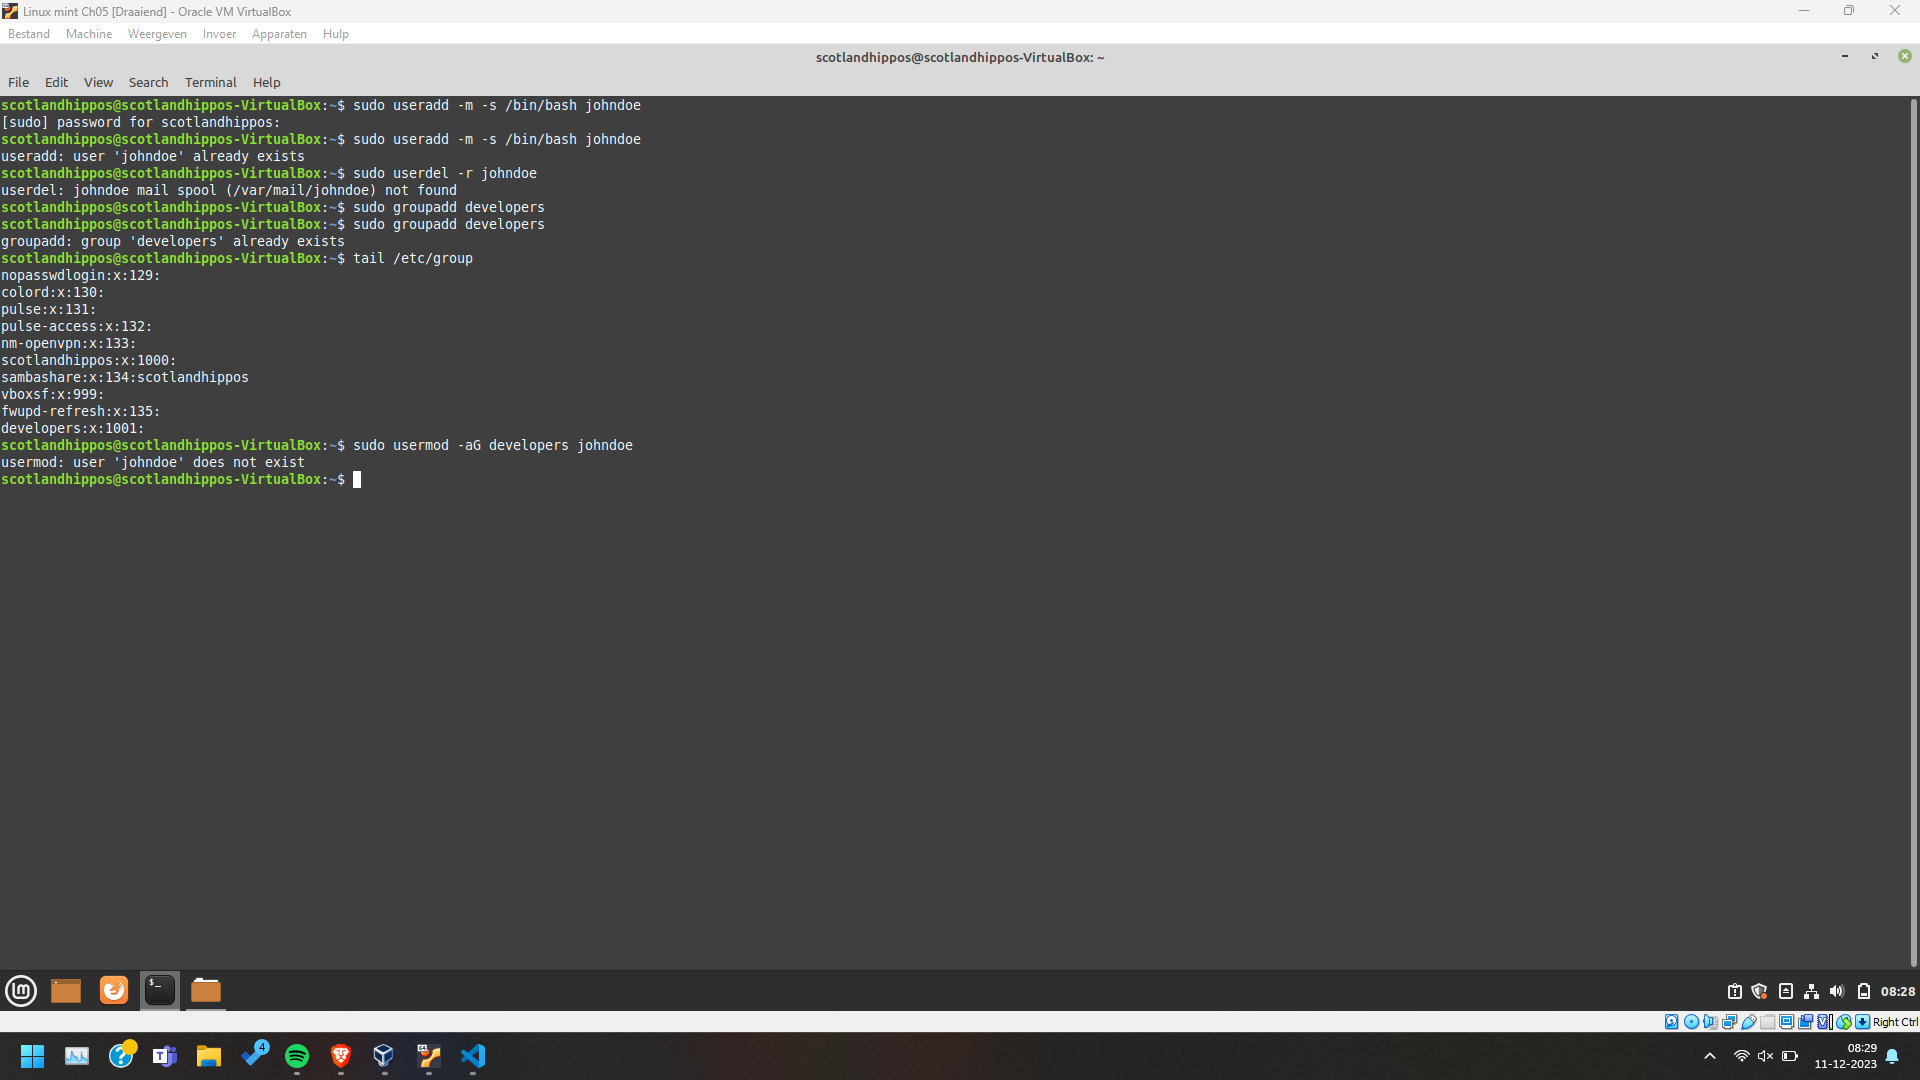 Linux mint Ch05 [Draaiend] - Oracle VM VirtualBox
Bestand Machine Weergeven Invoer Apparaten Hulp
scotlandhippos@scotlandhippos-VirtualBox: ~
File Edit View Search Terminal Help
scotlandhippos@scotlandhippos-VirtualBox:~$ sudo useradd -m -s /bin/bash johndoe
[sudo] password for scotlandhippos:
scotlandhippos@scotlandhippos-VirtualBox:~$ sudo useradd -m -s /bin/bash johndoe
useradd: user 'johndoe' already exists
scotlandhippos@scotlandhippos-VirtualBox:~$ sudo userdel -r johndoe
userdel: johndoe mail spool (/var/mail/johndoe) not found
scotlandhippos@scotlandhippos-VirtualBox:~$ sudo groupadd developers
scotlandhippos@scotlandhippos-VirtualBox:~$ sudo groupadd developers
groupadd: group 'developers' already exists
scotlandhippos@scotlandhippos-VirtualBox:~$ tail /etc/group
nopasswdlogin:x:129:
colord:x:130:
pulse:x:131:
pulse-access:x:132:
nm-openvpn:x:133:
scotlandhippos:x:1000:
sambashare:x:134:scotlandhippos
vboxsf:x:999:
fwupd-refresh:x:135:
developers:x:1001:
scotlandhippos@scotlandhippos-VirtualBox:~$ sudo usermod -aG developers johndoe
usermod: user 'johndoe' does not exist
scotlandhippos@scotlandhippos-VirtualBox:~$
08:28
Right Ctrl
4
08:29
11-12-2023